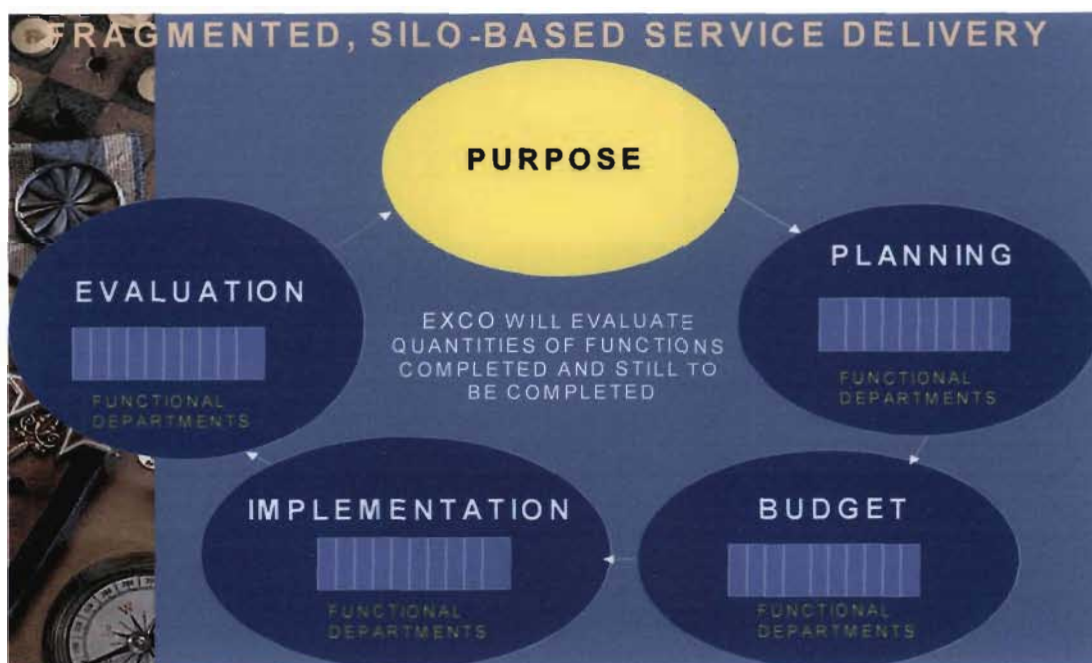 FRAGMENTED, SILO-BASED SERVICE DELIVERY
PURPOSE
PLANNING
FUNCTIONAL
DEPARTMENTS
BUDGET
FUNCTIONAL
DEPARTMENTS
IMPLEMENTATION
FUNCTIONAL
DEPARTMENTS
EVALUATION
FUNCTIONAL
DEPARTMENTS
EXCO WILL EVALUATE
QUANTITIES OF FUNCTIONS
COMPLETED AND STILL TO
BE COMPLETED